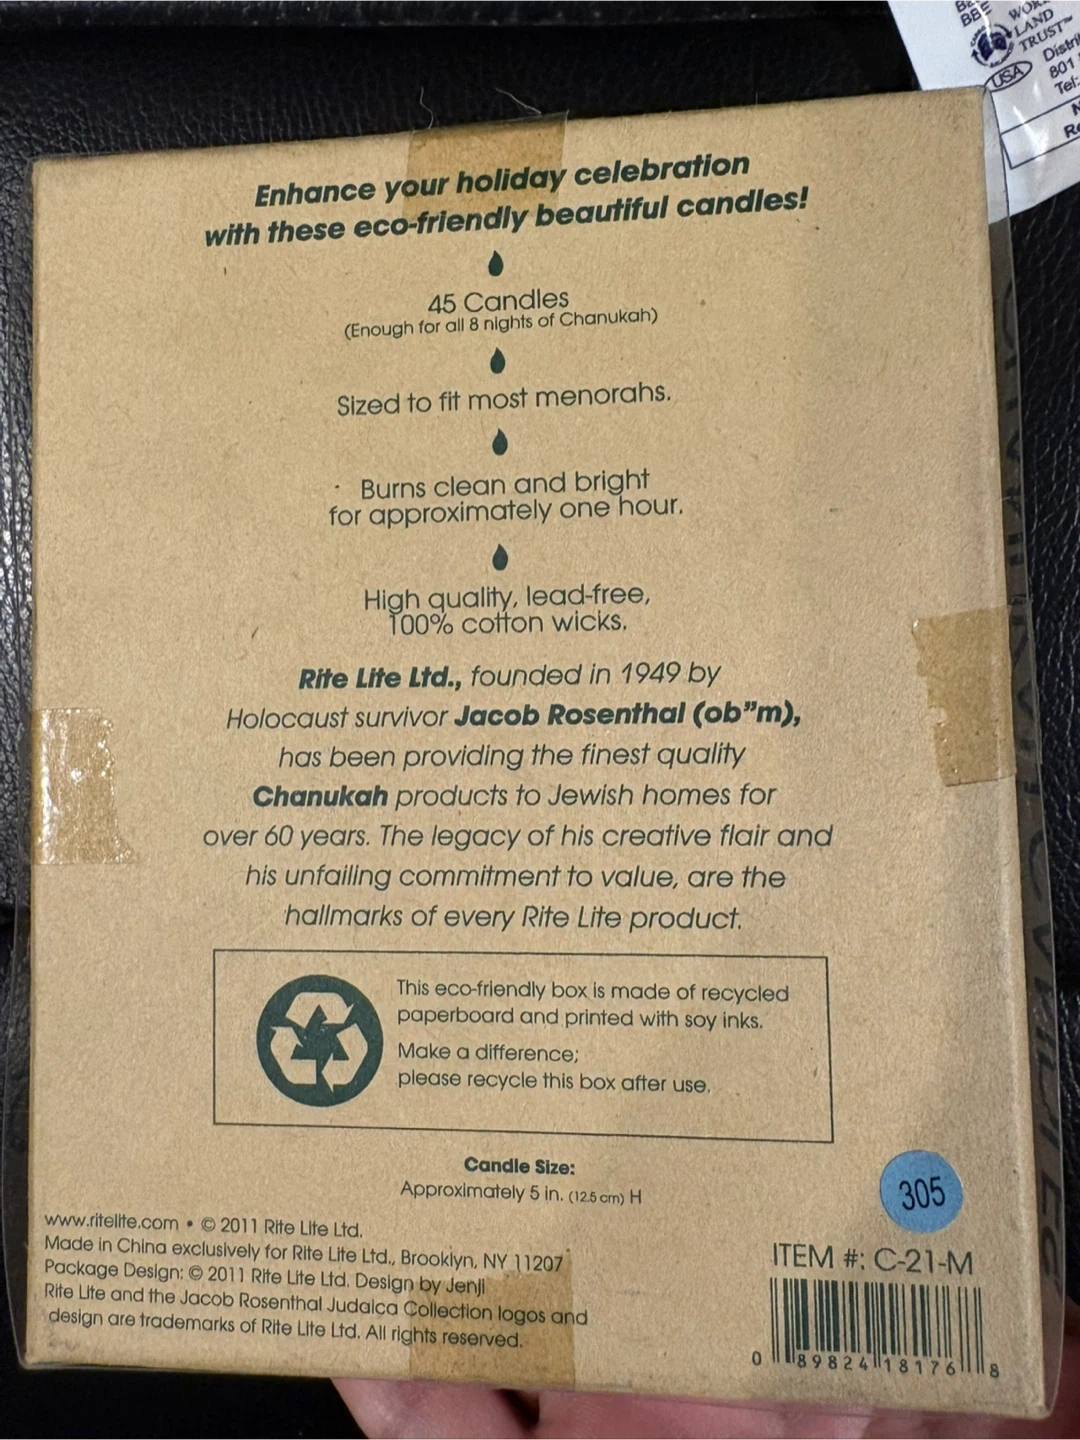 Enhance your holiday celebration
with these eco-friendly beautiful candles!
45 Candles
(Enough for all 8 nights of Chanukah)
Sized to fit most menorahs.
Burns clean and bright
for approximately one hour.
High quality, lead-free,
100% cotton wicks.
Rite Lite Ltd., founded in 1949 by
Holocaust survivor Jacob Rosenthal (ob”m),
has been providing the finest quality
Chanukah products to Jewish homes for
over 60 years. The legacy of his creative flair and
his unfailing commitment to value, are the
hallmarks of every Rite Lite product.
This eco-friendly box is made of recycled
paperboard and printed with soy inks.
Make a difference;
please recycle this box after use.
Candle Size:
Approximately 5 in. (12.5 cm) H
305
www.ritelite.com • © 2011 Rite Lite Ltd.
Made in China exclusively for Rite Lite Ltd., Brooklyn, NY 11207
Package Design: © 2011 Rite Lite Ltd. Design by Jenji
Rite Lite and the Jacob Rosenthal Judaica Collection logos and
design are trademarks of Rite Lite Ltd. All rights reserved.
ITEM #: C-21-M
0 89824 18176 8
LAND
TRUST™
USA
801
Tel: